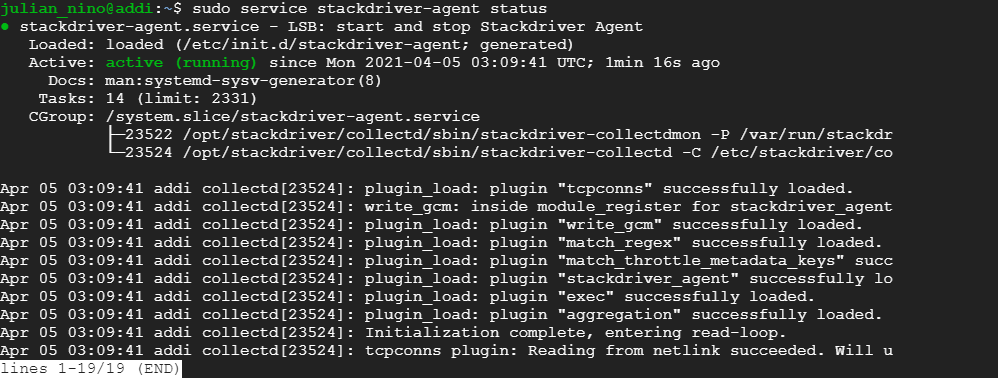 julian_nino@addi:~$ sudo service stackdriver-agent status
● stackdriver-agent.service - LSB: start and stop Stackdriver Agent
   Loaded: loaded (/etc/init.d/stackdriver-agent; generated)
   Active: active (running) since Mon 2021-04-05 03:09:41 UTC; 1min 16s ago
     Docs: man:systemd-sysv-generator(8)
    Tasks: 14 (limit: 2331)
   CGroup: /system.slice/stackdriver-agent.service
           ├─23522 /opt/stackdriver/collectd/sbin/stackdriver-collectdmon -P /var/run/stackdr
           └─23524 /opt/stackdriver/collectd/sbin/stackdriver-collectd -C /etc/stackdriver/co
Apr 05 03:09:41 addi collectd[23524]: plugin_load: plugin "tcpconns" successfully loaded.
Apr 05 03:09:41 addi collectd[23524]: write_gcm: inside module_register for stackdriver_agent
Apr 05 03:09:41 addi collectd[23524]: plugin_load: plugin "write_gcm" successfully loaded.
Apr 05 03:09:41 addi collectd[23524]: plugin_load: plugin "match_regex" successfully loaded.
Apr 05 03:09:41 addi collectd[23524]: plugin_load: plugin "match_throttle_metadata_keys" succ
Apr 05 03:09:41 addi collectd[23524]: plugin_load: plugin "stackdriver_agent" successfully lo
Apr 05 03:09:41 addi collectd[23524]: plugin_load: plugin "exec" successfully loaded.
Apr 05 03:09:41 addi collectd[23524]: plugin_load: plugin "aggregation" successfully loaded.
Apr 05 03:09:41 addi collectd[23524]: Initialization complete, entering read-loop.
Apr 05 03:09:41 addi collectd[23524]: tcpconns plugin: Reading from netlink succeeded. Will u
lines 1-19/19 (END)